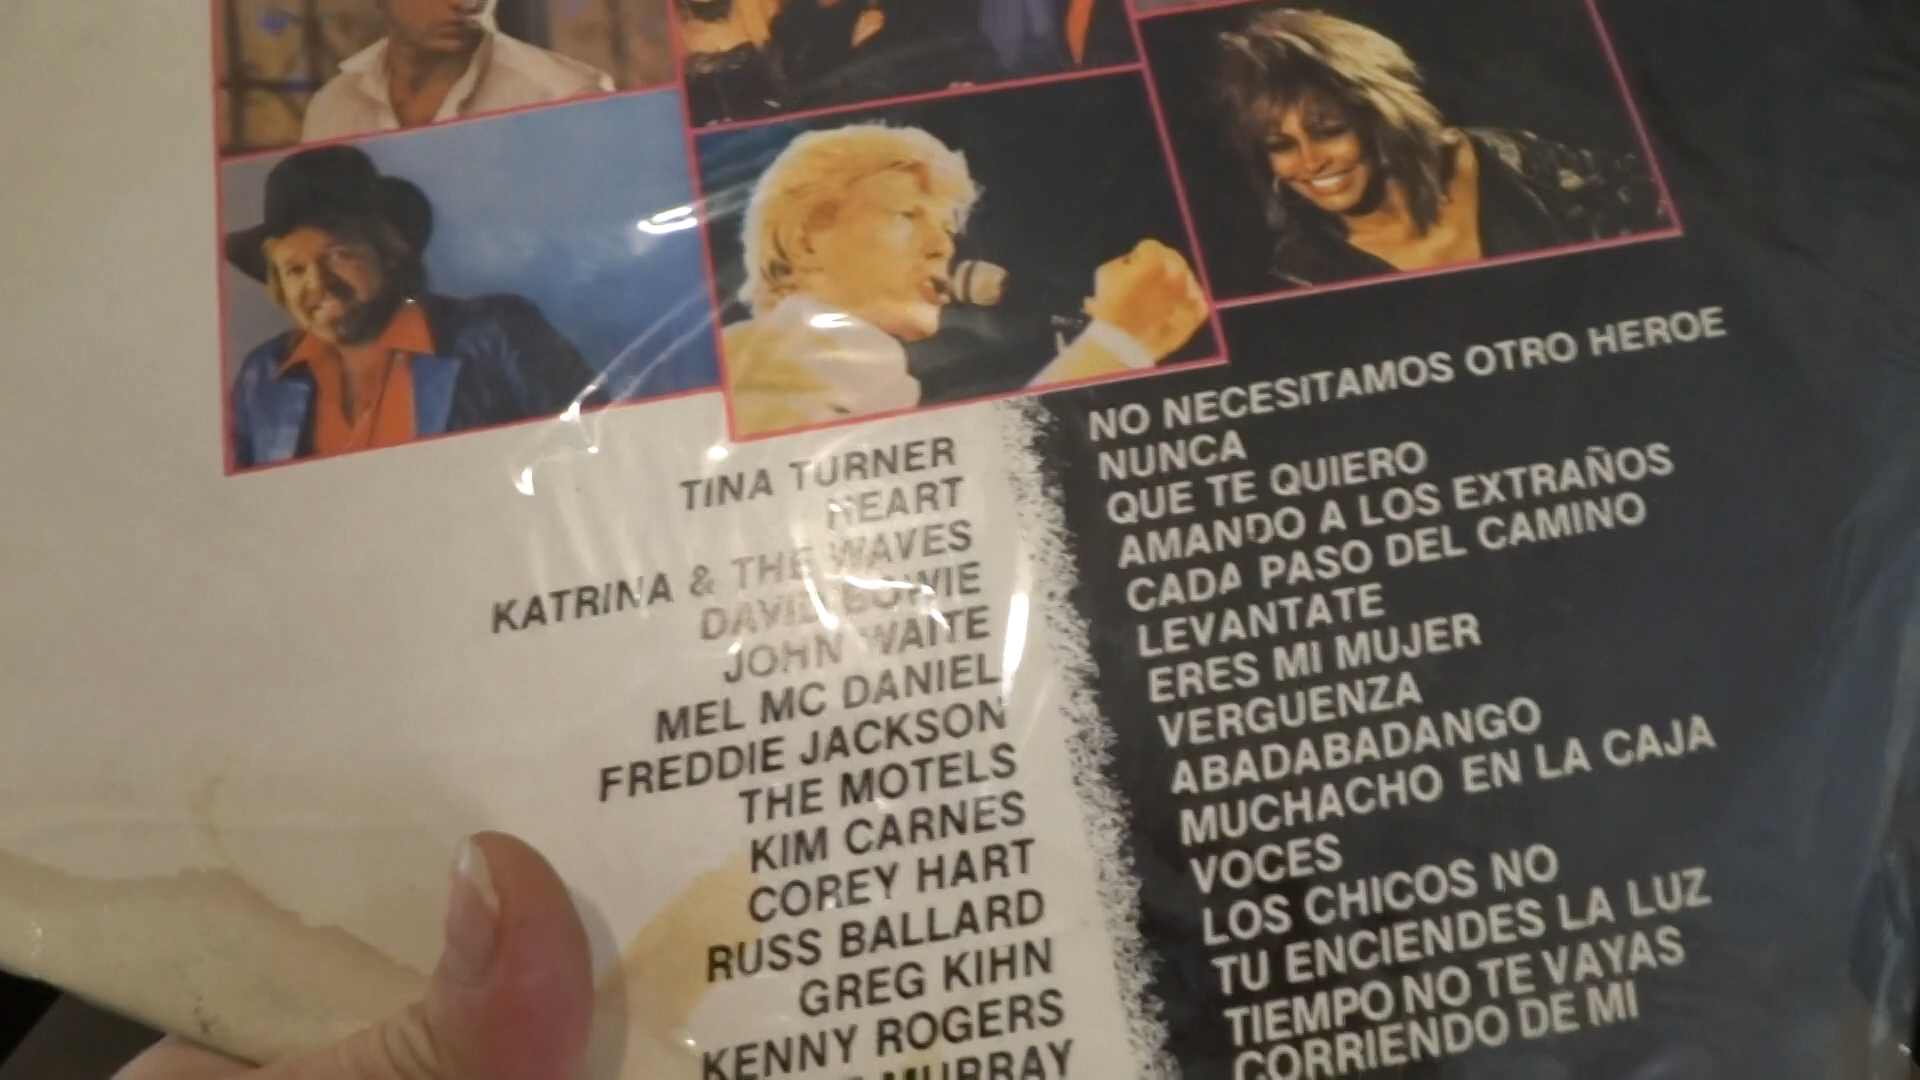 TINA TURNER
HEART
KATRINA & THE WAVES
DAVID BOWIE
JOHN WAITE
MEL MC DANIEL
FREDDIE JACKSON
THE MOTELS
KIM CARNES
COREY HART
RUSS BALLARD
GREG KIHN
KENNY ROGERS
MURRAY
NO NECESITAMOS OTRO HEROE
NUNCA
QUE TE QUIERO
AMANDO A LOS EXTRAÑOS
CADA PASO DEL CAMINO
LEVANTATE
ERES MI MUJER
VERGUENZA
ABADABADANGO
MUCHACHO EN LA CAJA
VOCES
LOS CHICOS NO
TU ENCIENDES LA LUZ
TIEMPO NO TE VAYAS
CORRIENDO DE MI